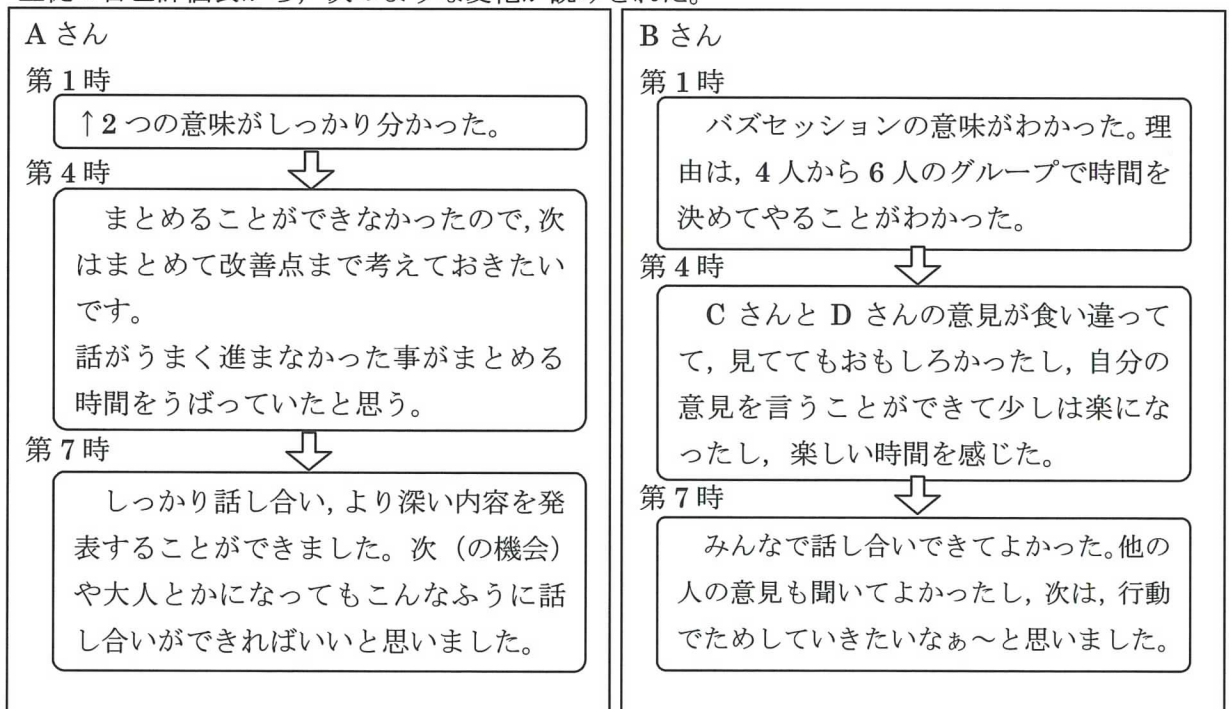 Aさん
第1時
↑2つの意味がしっかり分かった。
第4時
まとめることができなかったので,次
はまとめて改善点まで考えておきたい
です。
話がうまく進まなかった事がまとめる
時間をうばっていたと思う。
第7時
しっかり話し合い,より深い内容を発
表することができました。次(の機会)
や大人とかになってもこんなふうに話
し合いができればいいと思いました。
Bさん
第1時
バズセッションの意味がわかった。理
由は,4人から6人のグループで時間を
決めてやることがわかった。
第4時
CさんとDさんの意見が食い違って
て,見ててもおもしろかったし,自分の
意見を言うことができて少しは楽にな
ったし,楽しい時間を感じた。
第7時
みんなで話し合いできてよかった。他の
人の意見も聞いてよかったし,次は,行動
でためしていきたいなぁ〜と思いました。